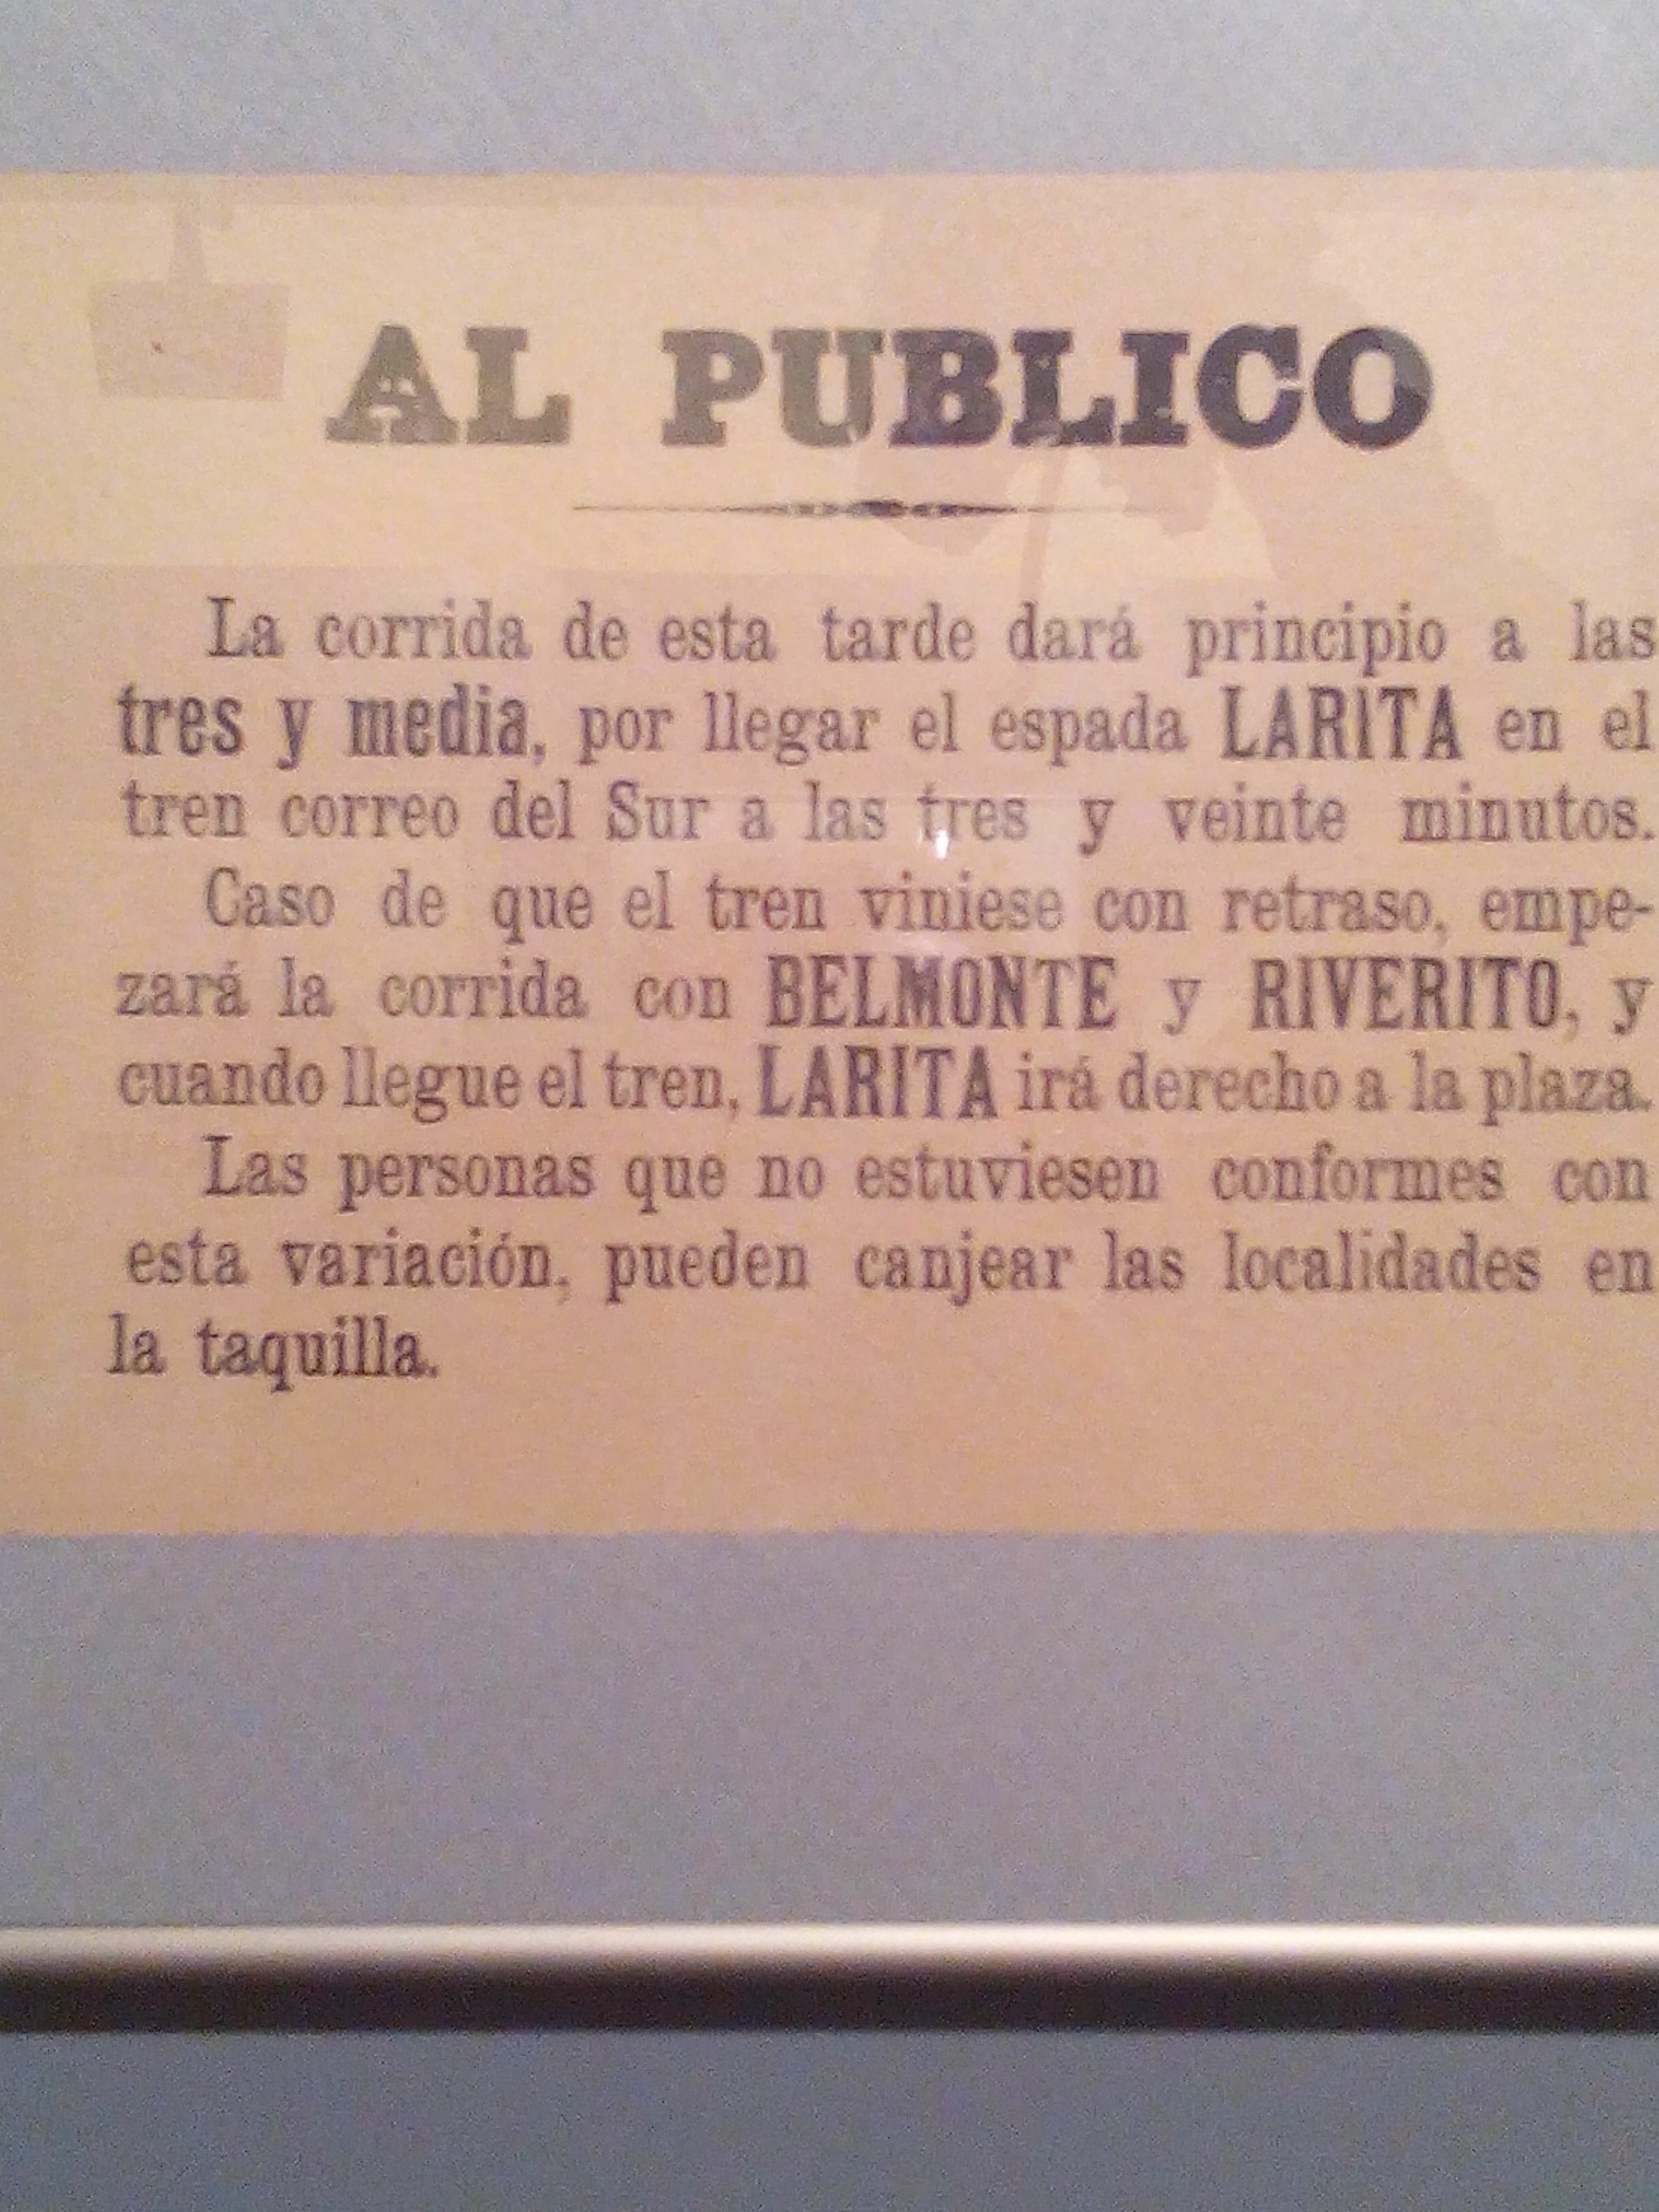 AL PUBLICO
La corrida de esta tarde dará principio a las
tres y media, por llegar el espada LARITA en el
tren correo del Sur a las tres y veinte minutos.
Caso de que el tren viniese con retraso, empe-
zará la corrida con BELMONTE y RIVERITO, y
cuando llegue el tren, LARITA irá derecho a la plaza.
Las personas que no estuviesen conformes con
esta variación, pueden canjear las localidades en
la taquilla.